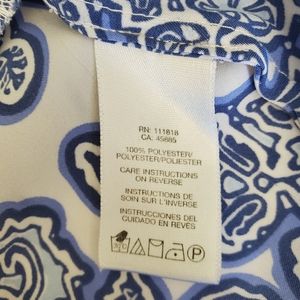 RN: 111818
CA: 45685
100% POLYESTER/
POLYESTER/POLIESTER
CARE INSTRUCTIONS
ON REVERSE
INSTRUCTIONS DE
SOIN SUR L'INVERSE
INSTRUCCIONES DEL
CUIDADO EN REVÉS
P